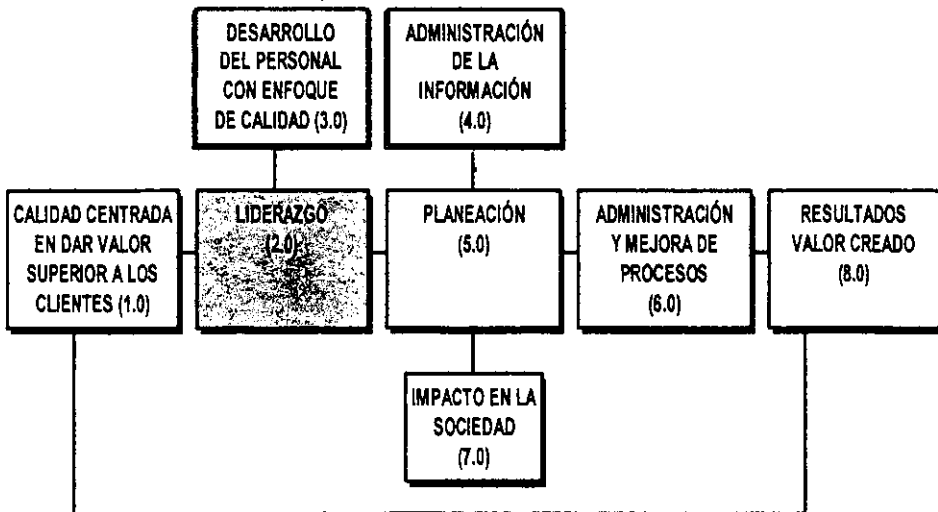 DESARROLLO
DEL PERSONAL
CON ENFOQUE
DE CALIDAD (3.0)
ADMINISTRACIÓN
DE LA
INFORMACIÓN
(4.0)
CALIDAD CENTRADA
EN DAR VALOR
SUPERIOR A LOS
CLIENTES (1.0)
LIDERAZGO
(2.0)
PLANEACIÓN
(5.0)
ADMINISTRACIÓN
Y MEJORA DE
PROCESOS
(6.0)
RESULTADOS
VALOR CREADO
(8.0)
IMPACTO EN LA
SOCIEDAD
(7.0)